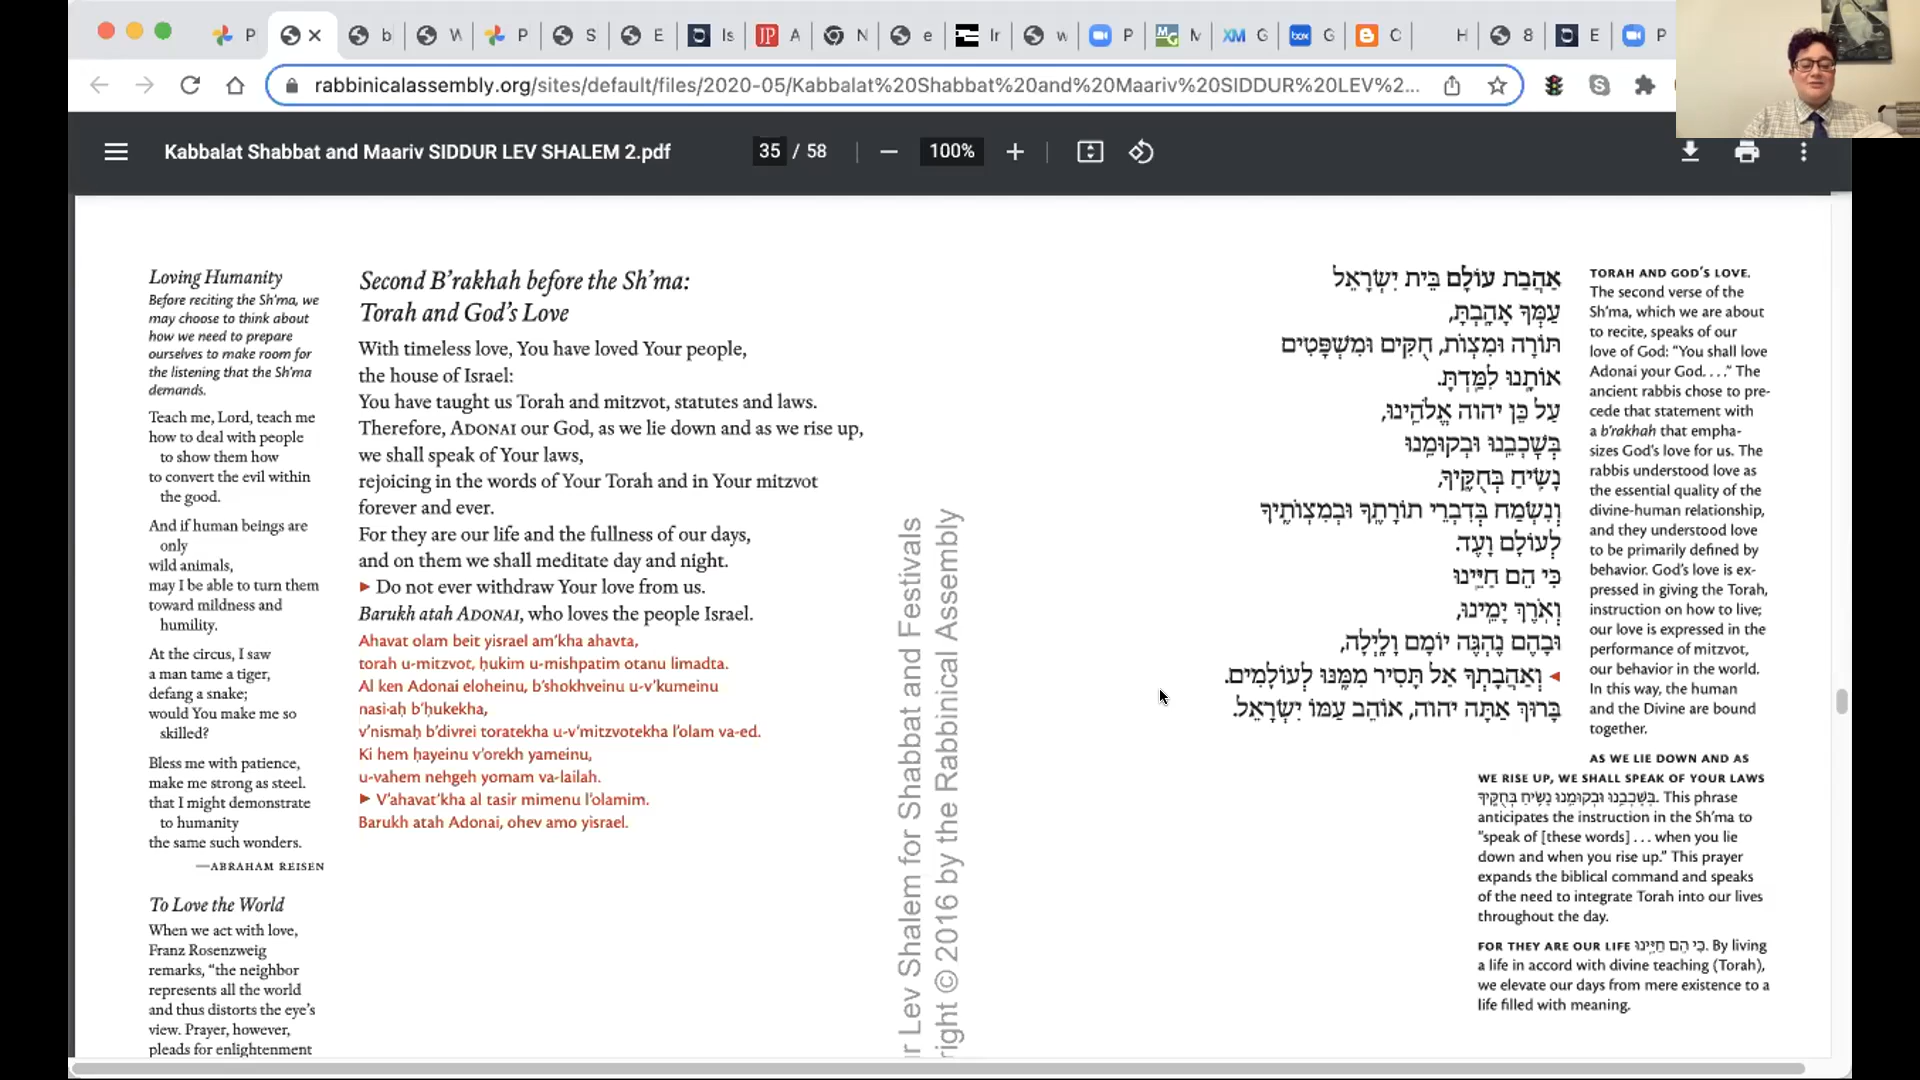 P
b
W
P
S
E
Is
A
N
e
Ir
w
P
M
G
G
C
H
8
E
P
rabbinicalassembly.org/sites/default/files/2020-05/Kabbalat%20Shabbat%20and%20Maariv%20SIDDUR%20LEV%2...
Kabbalat Shabbat and Maariv SIDDUR LEV SHALEM 2.pdf
35 / 58
100%
Loving Humanity
Before reciting the Sh'ma, we
may choose to think about
how we need to prepare
ourselves to make room for
the listening that the Sh'ma
demands.
Teach me, Lord, teach me
how to deal with people
to show them how
to convert the evil within
the good.
And if human beings are
only
wild animals,
may I be able to turn them
toward mildness and
humility.
At the circus, I saw
a man tame a tiger,
defang a snake;
would You make me so
skilled?
Bless me with patience,
make me strong as steel.
that I might demonstrate
to humanity
the same such wonders.
—ABRAHAM REISEN
To Love the World
When we act with love,
Franz Rosenzweig
remarks, "the neighbor
represents all the world
and thus distorts the eye's
view. Prayer, however,
pleads for enlightenment
Second B'rakhah before the Sh'ma:
Torah and God's Love
With timeless love, You have loved Your people,
the house of Israel:
You have taught us Torah and mitzvot, statutes and laws.
Therefore, ADONAI our God, as we lie down and as we rise up,
we shall speak of Your laws,
rejoicing in the words of Your Torah and in Your mitzvot
forever and ever.
For they are our life and the fullness of our days,
and on them we shall meditate day and night.
► Do not ever withdraw Your love from us.
Barukh atah ADONAI, who loves the people Israel.
Ahavat olam beit yisrael am'kha ahavta,
torah u-mitzvot, ḥukim u-mishpatim otanu limadta.
Al ken Adonai eloheinu, b'shokhveinu u-v'kumeinu
nasi·aḥ b'ḥukekha,
v'nismaḥ b'divrei toratekha u-v'mitzvotekha l'olam va-ed.
Ki hem ḥayeinu v'orekh yameinu,
u-vahem nehgeh yomam va-lailah.
► V'ahavat'kha al tasir mimenu l'olamim.
Barukh atah Adonai, ohev amo yisrael.
r Lev Shalem for Shabbat and Festivals
right © 2016 by the Rabbinical Assembly
אַהֲבַת עוֹלָם בֵּית יִשְׂרָאֵל
עַמְּךָ אָהָֽבְתָּ,
תּוֹרָה וּמִצְוֹת, חֻקִּים וּמִשְׁפָּטִים
אוֹתָֽנוּ לִמַּֽדְתָּ.
עַל כֵּן יהוה אֱלֹהֵֽינוּ,
בְּשׇׁכְבֵּֽנוּ וּבְקוּמֵֽנוּ
נָשִֽׂיחַ בְּחֻקֶּֽיךָ,
וְנִשְׂמַח בְּדִבְרֵי תוֹרָתֶֽךָ וּבְמִצְוֹתֶֽיךָ
לְעוֹלָם וָעֶד.
כִּי הֵם חַיֵּֽינוּ
וְאֹֽרֶךְ יָמֵֽינוּ,
וּבָהֶם נֶהְגֶּה יוֹמָם וָלָֽיְלָה,
◄ וְאַהֲבָתְךָ אַל תָּסִיר מִמֶּֽנּוּ לְעוֹלָמִים.
בָּרוּךְ אַתָּה יהוה, אוֹהֵב עַמּוֹ יִשְׂרָאֵל.
TORAH AND GOD'S LOVE.
The second verse of the
Sh'ma, which we are about
to recite, speaks of our
love of God: "You shall love
Adonai your God. . . ." The
ancient rabbis chose to pre-
cede that statement with
a b'rakhah that empha-
sizes God's love for us. The
rabbis understood love as
the essential quality of the
divine-human relationship,
and they understood love
to be primarily defined by
behavior. God's love is ex-
pressed in giving the Torah,
instruction on how to live;
our love is expressed in the
performance of mitzvot,
our behavior in the world.
In this way, the human
and the Divine are bound
together.
AS WE LIE DOWN AND AS
WE RISE UP, WE SHALL SPEAK OF YOUR LAWS
בְּשׇׁכְבֵּֽנוּ וּבְקוּמֵֽנוּ נָשִֽׂיחַ בְּחֻקֶּֽיךָ. This phrase
anticipates the instruction in the Sh'ma to
"speak of [these words] . . . when you lie
down and when you rise up." This prayer
expands the biblical command and speaks
of the need to integrate Torah into our lives
throughout the day.
FOR THEY ARE OUR LIFE כִּי הֵם חַיֵּֽינוּ. By living
a life in accord with divine teaching (Torah),
we elevate our days from mere existence to a
life filled with meaning.